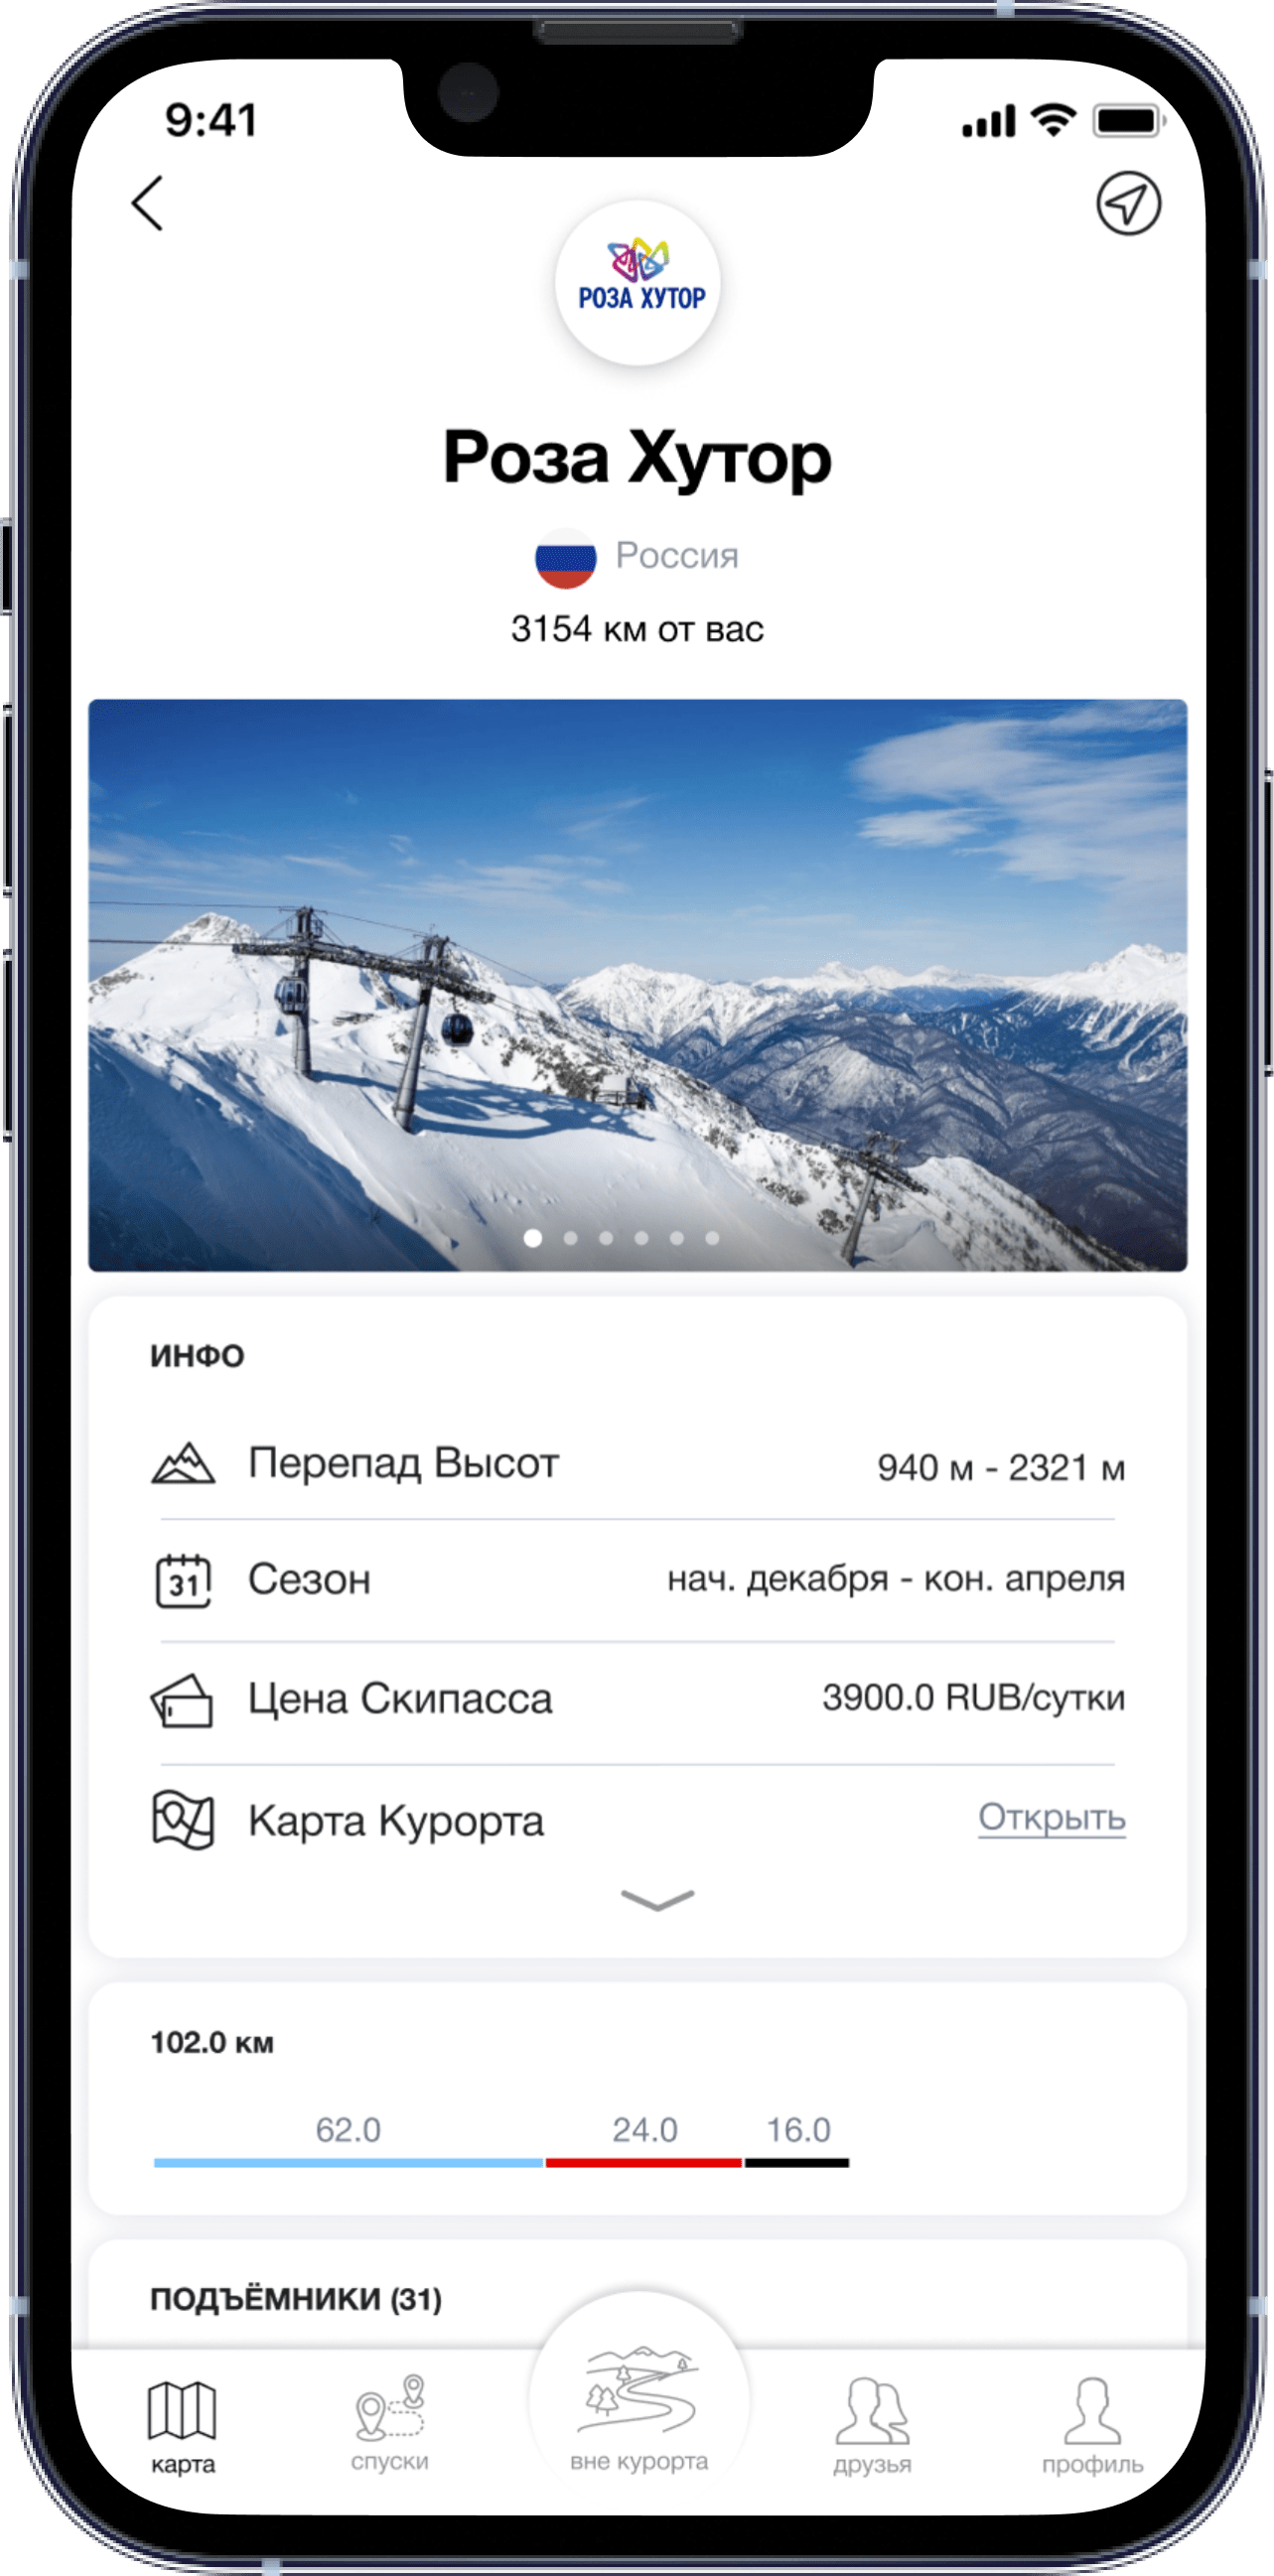 9:41
РОЗА ХУТОР
Роза Хутор
Россия
3154 км от вас
ИНФО
Перепад Высот 940 м - 2321 м
31
Сезон нач. декабря - кон. апреля
Цена Скипасса 3900.0 RUB/сутки
Карта Курорта Открыть
102.0 км
62.0 24.0 16.0
ПОДЪЁМНИКИ (31)
карта спуски вне курорта друзья профиль